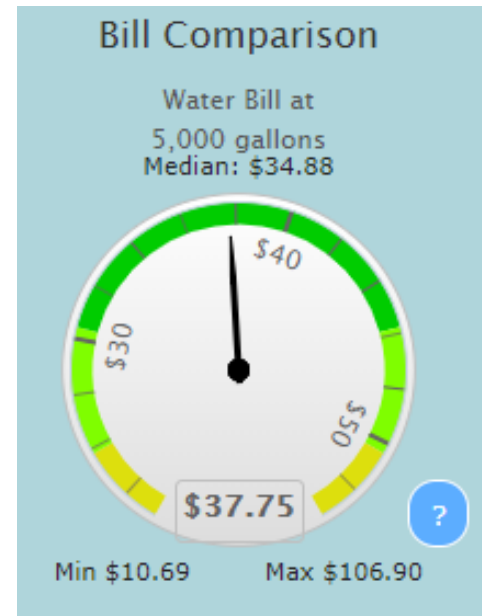 Bill Comparison
Water Bill at
5,000 gallons
Median: $34.88
$40
$30
$50
$37.75
?
Min $10.69 Max $106.90